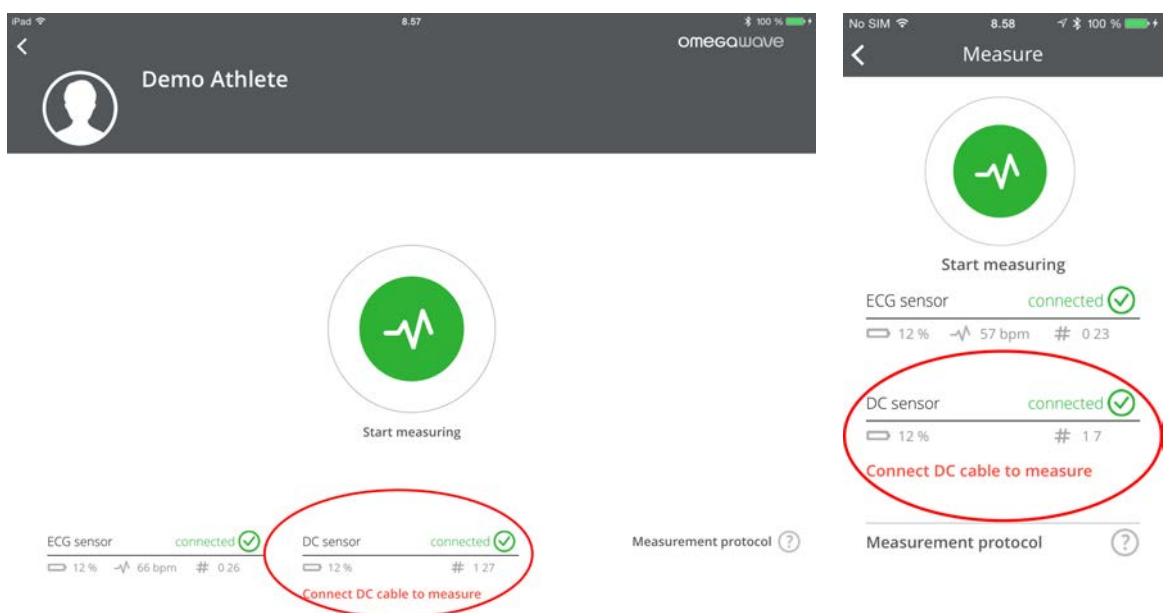 iPad 8.57 100 %
omegawave
Demo Athlete
Start measuring
ECG sensor connected
12 % 66 bpm # 0 26
DC sensor connected
12 % # 1 27
Connect DC cable to measure
Measurement protocol ?
No SIM 8.58 100 %
Measure
Start measuring
ECG sensor connected
12 % 57 bpm # 0 23
DC sensor connected
12 % # 1 7
Connect DC cable to measure
Measurement protocol ?